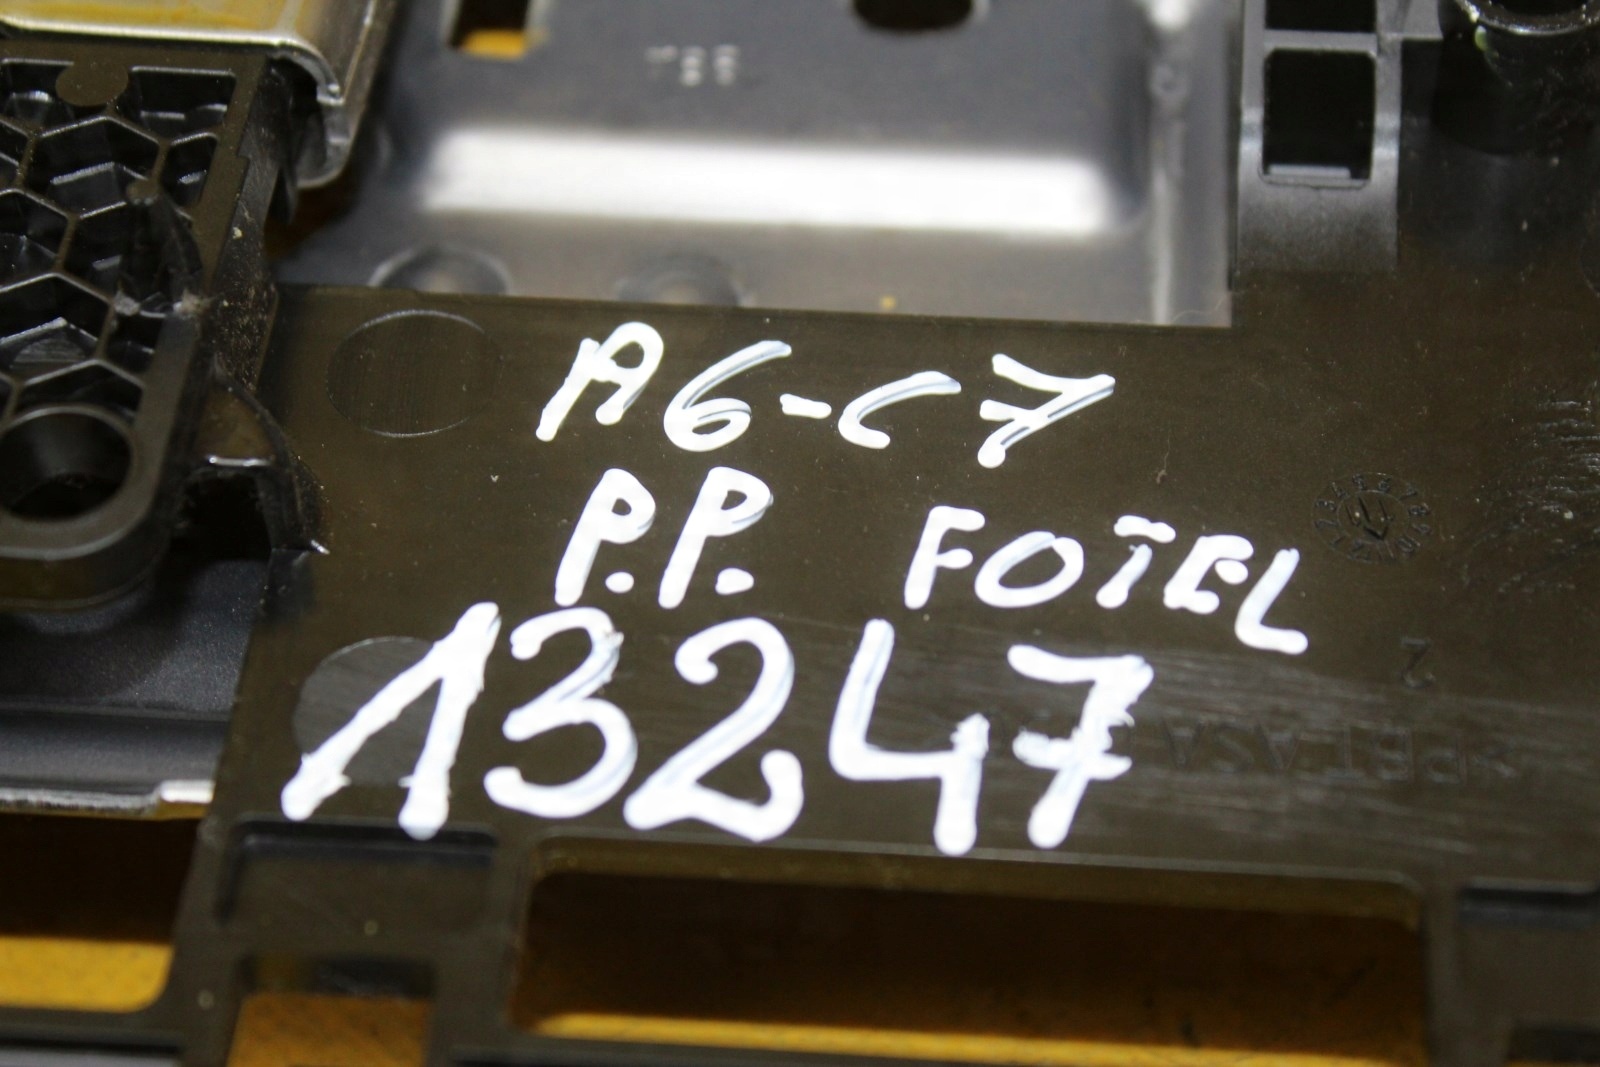 A6-C7
P.P. FOTEL
13247